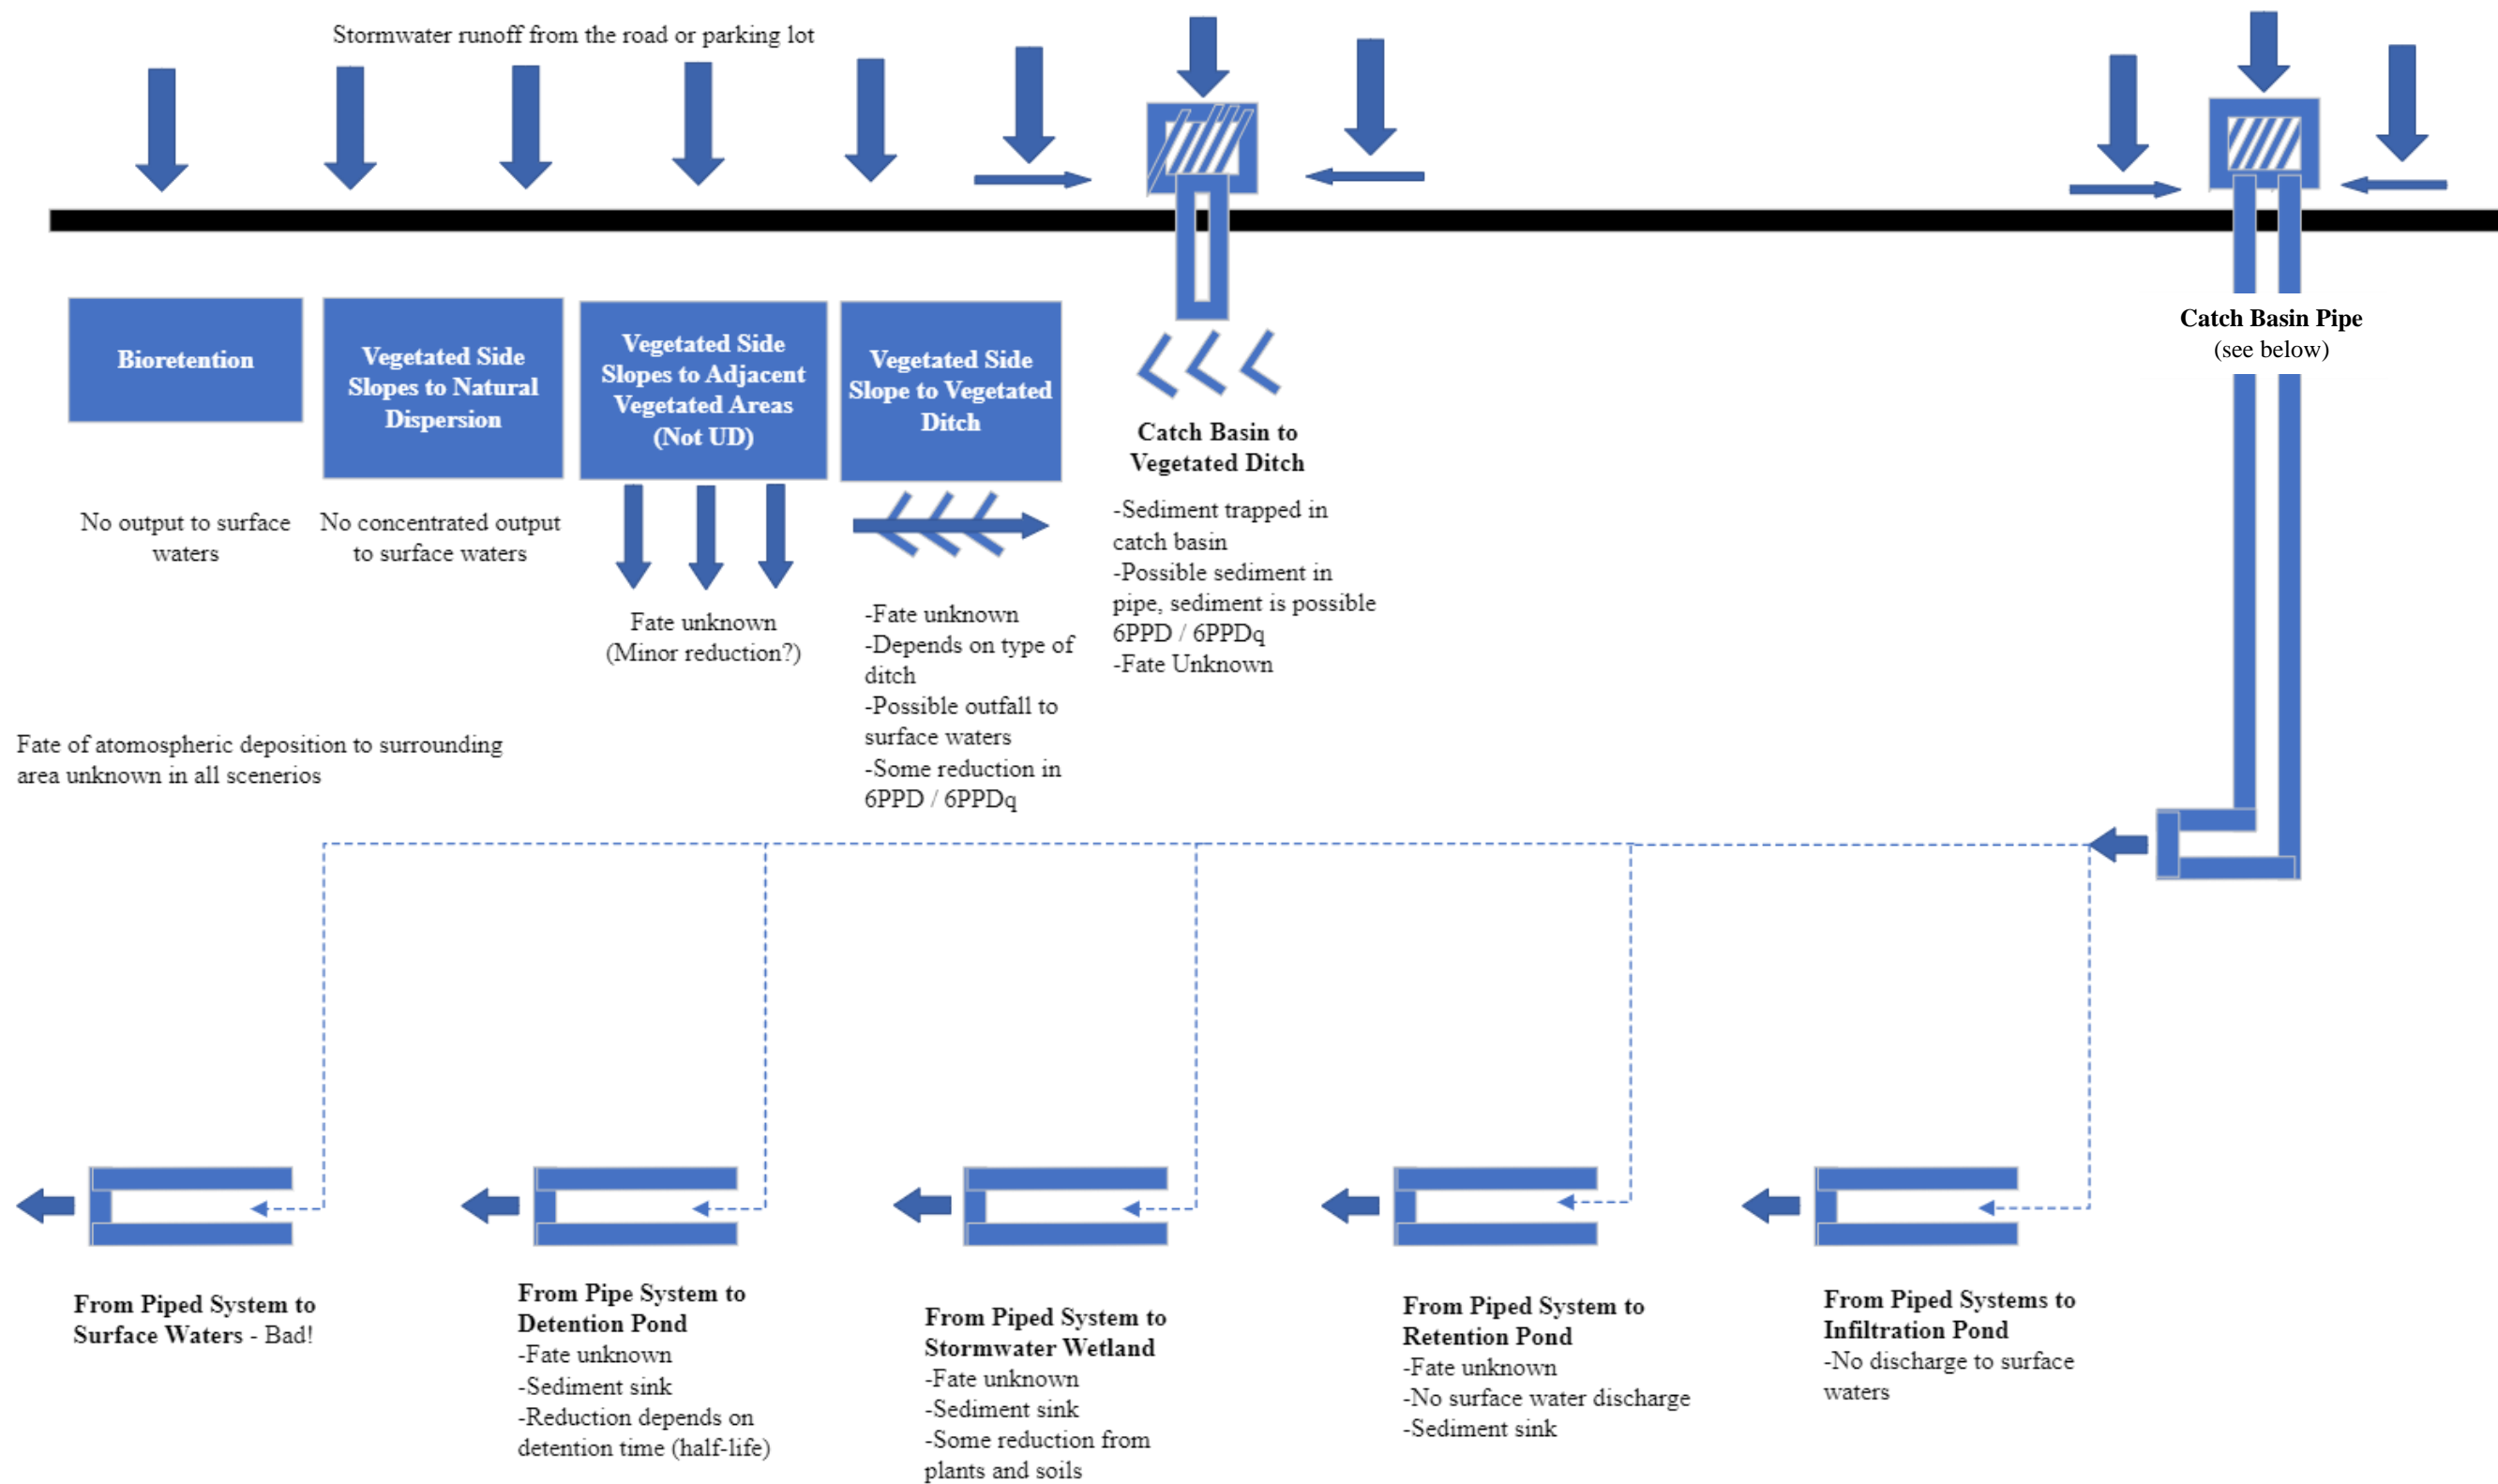 Stormwater runoff from the road or parking lot
Catch Basin Pipe
(see below)
Bioretention
Vegetated Side
Slopes to Natural
Dispersion
Vegetated Side
Slopes to Adjacent
Vegetated Areas
(Not UD)
Vegetated Side
Slope to Vegetated
Ditch
Catch Basin to
Vegetated Ditch
-Sediment trapped in
catch basin
-Possible sediment in
pipe, sediment is possible
6PPD / 6PPDq
-Fate Unknown
No output to surface
waters
No concentrated output
to surface waters
Fate unknown
(Minor reduction?)
-Fate unknown
-Depends on type of
ditch
-Possible outfall to
surface waters
-Some reduction in
6PPD / 6PPDq
Fate of atomospheric deposition to surrounding
area unknown in all scenerios
From Piped System to
Surface Waters - Bad!
From Pipe System to
Detention Pond
-Fate unknown
-Sediment sink
-Reduction depends on
detention time (half-life)
From Piped System to
Stormwater Wetland
-Fate unknown
-Sediment sink
-Some reduction from
plants and soils
From Piped System to
Retention Pond
-Fate unknown
-No surface water discharge
-Sediment sink
From Piped Systems to
Infiltration Pond
-No discharge to surface
waters